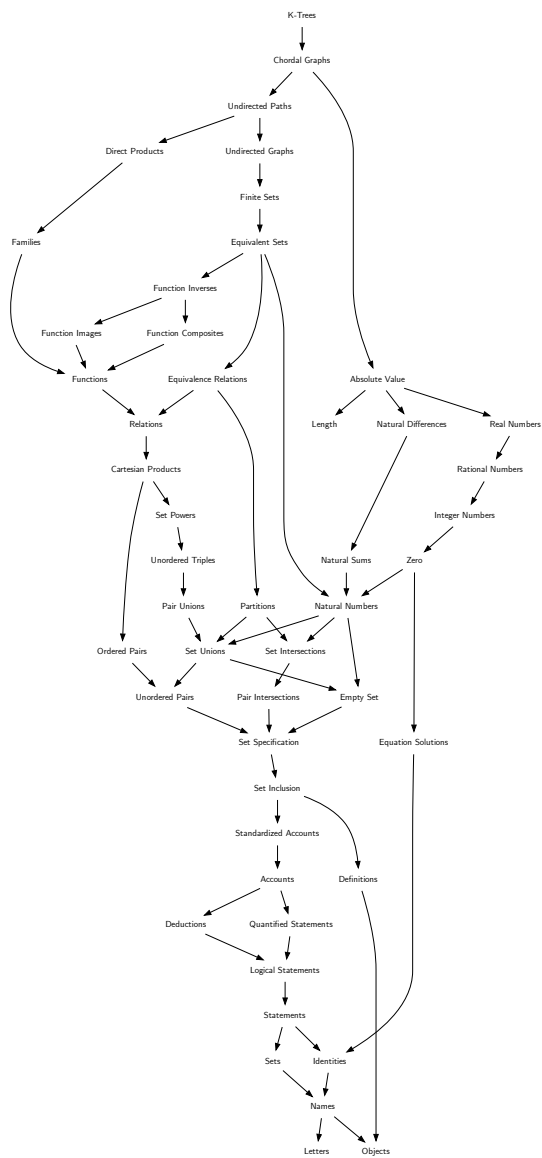 K-Trees
Chordal Graphs
Undirected Paths
Direct Products
Undirected Graphs
Finite Sets
Families
Equivalent Sets
Function Inverses
Function Images
Function Composites
Functions
Equivalence Relations
Absolute Value
Relations
Length
Natural Differences
Real Numbers
Cartesian Products
Rational Numbers
Set Powers
Integer Numbers
Unordered Triples
Natural Sums
Zero
Pair Unions
Partitions
Natural Numbers
Ordered Pairs
Set Unions
Set Intersections
Unordered Pairs
Pair Intersections
Empty Set
Set Specification
Equation Solutions
Set Inclusion
Standardized Accounts
Accounts
Definitions
Deductions
Quantified Statements
Logical Statements
Statements
Sets
Identities
Names
Letters
Objects